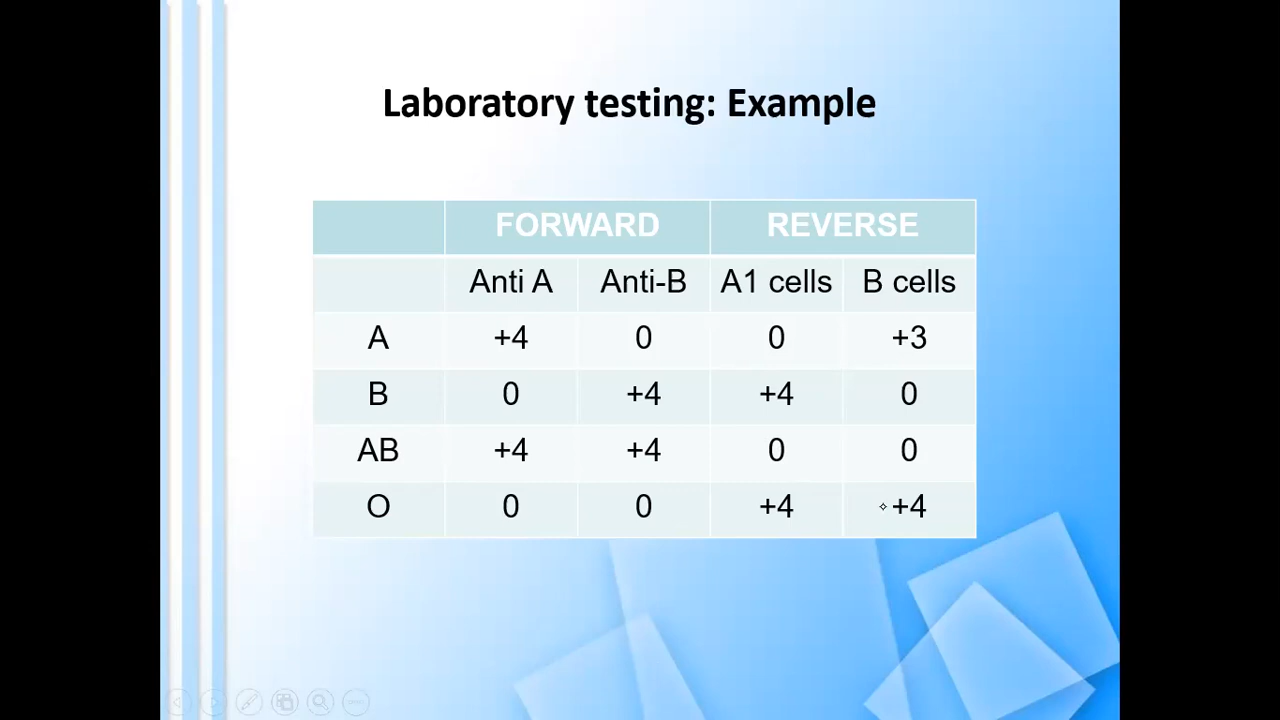 Laboratory testing: Example
FORWARD REVERSE
Anti A Anti-B A1 cells B cells
A +4 0 0 +3
B 0 +4 +4 0
AB +4 +4 0 0
O 0 0 +4 +4